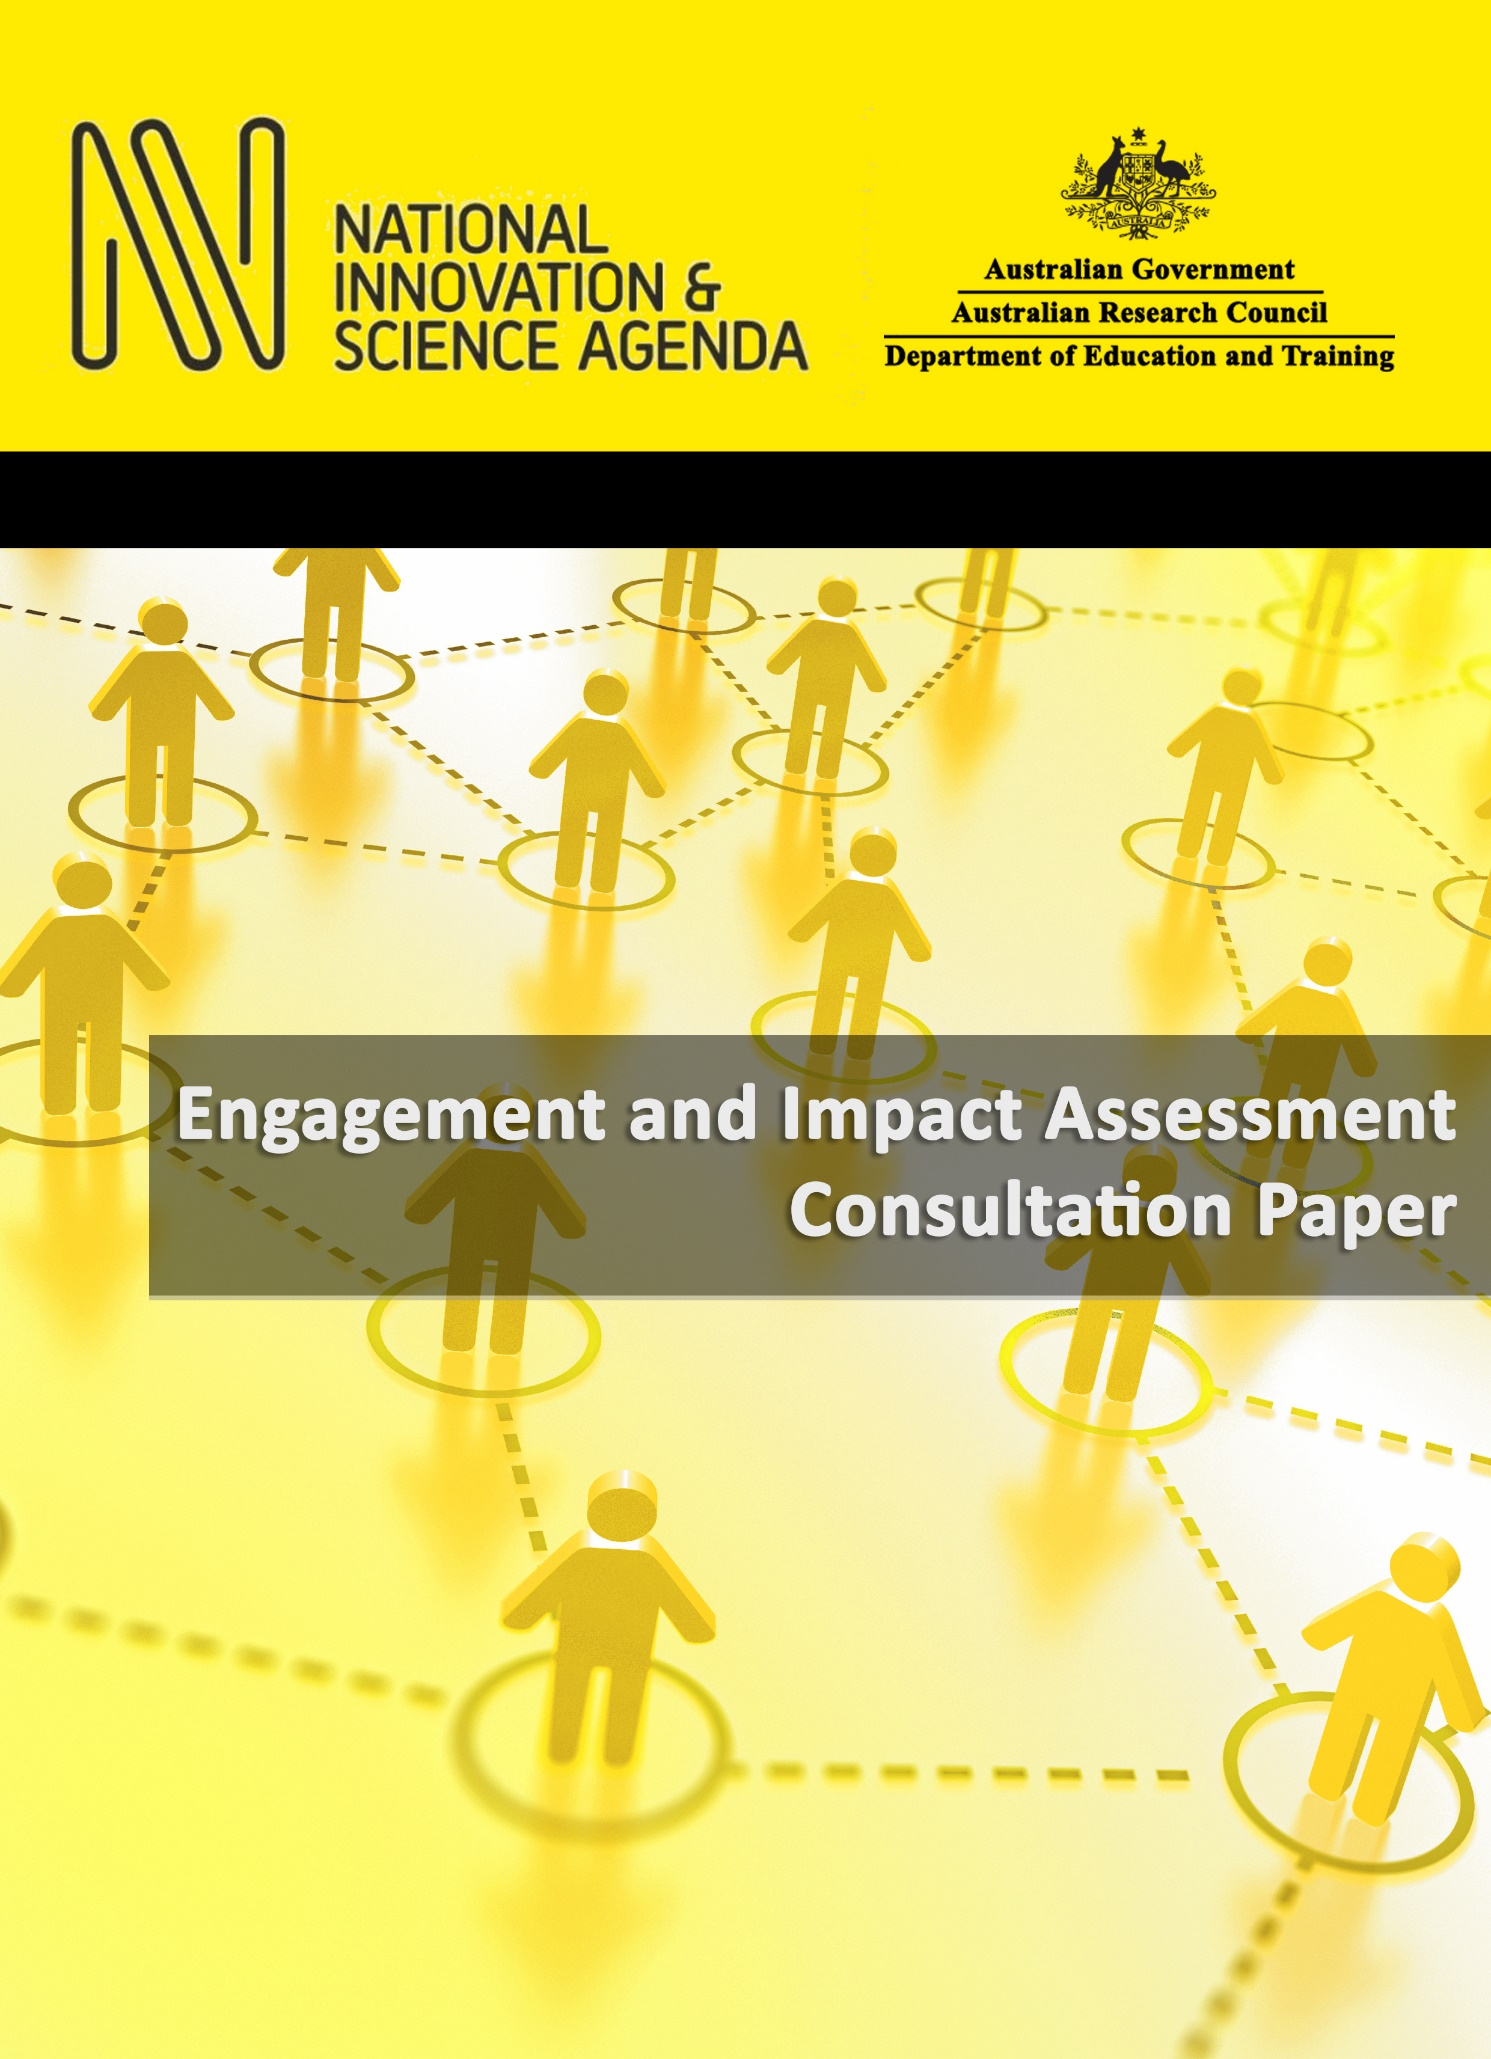 NATIONAL
INNOVATION &
SCIENCE AGENDA
AUSTRALIA
Australian Government
Australian Research Council
Department of Education and Training
Engagement and Impact Assessment
Consultation Paper